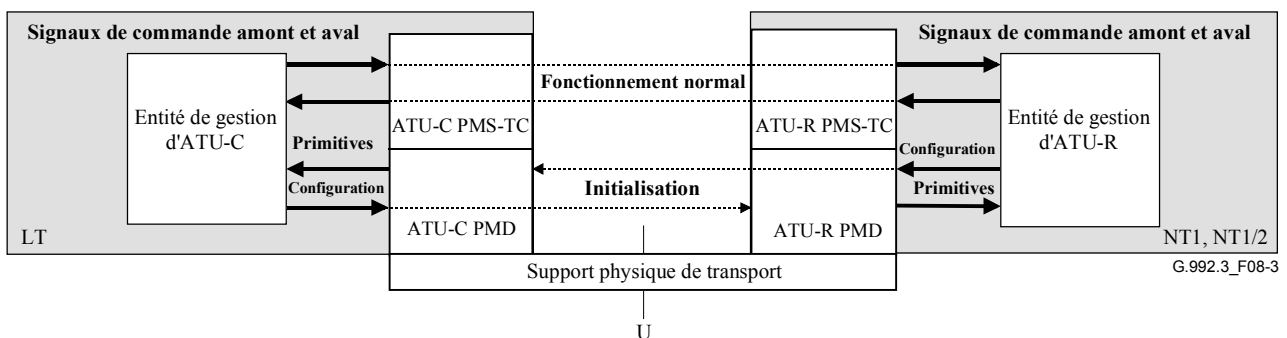 Signaux de commande amont et aval
Signaux de commande amont et aval
Fonctionnement normal
Entité de gestion
d'ATU-C
ATU-C PMS-TC
ATU-R PMS-TC
Entité de gestion
d'ATU-R
Primitives
Configuration
Configuration
Initialisation
Primitives
ATU-C PMD
ATU-R PMD
LT
NT1, NT1/2
Support physique de transport
G.992.3_F08-3
U